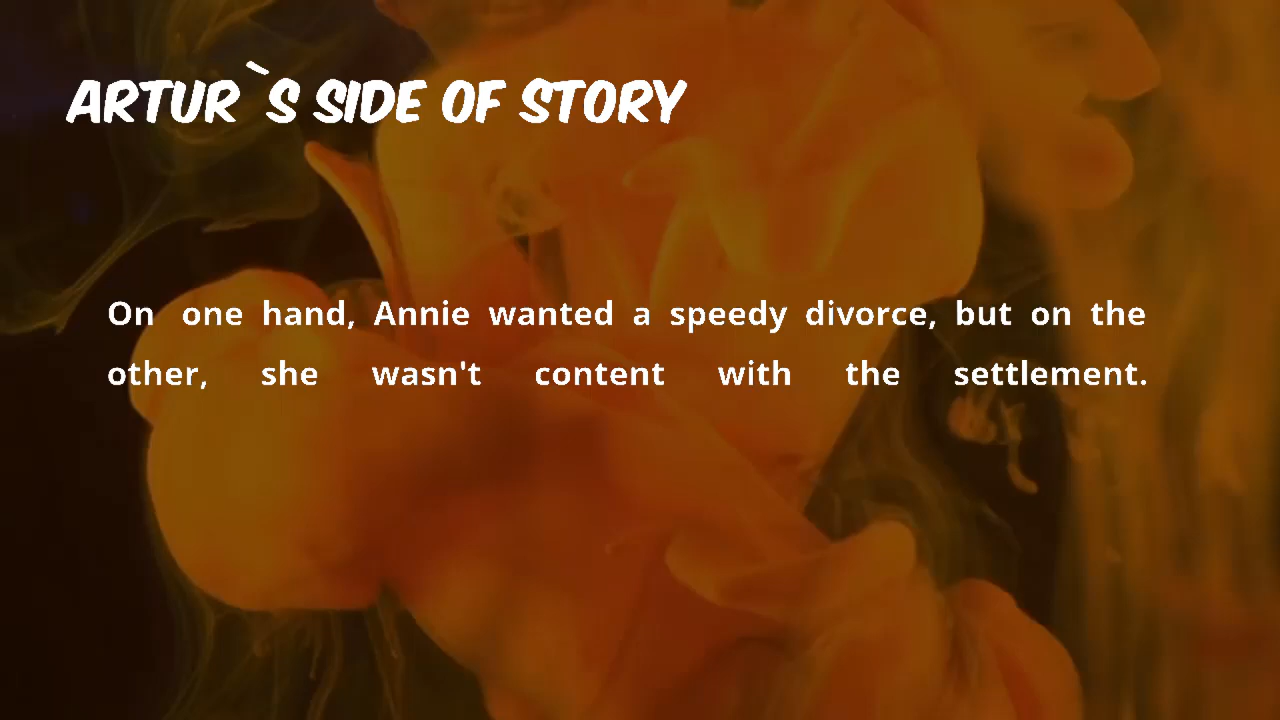 ARTUR`S SIDE OF STORY
On one hand, Annie wanted a speedy divorce, but on the
other, she wasn't content with the settlement.